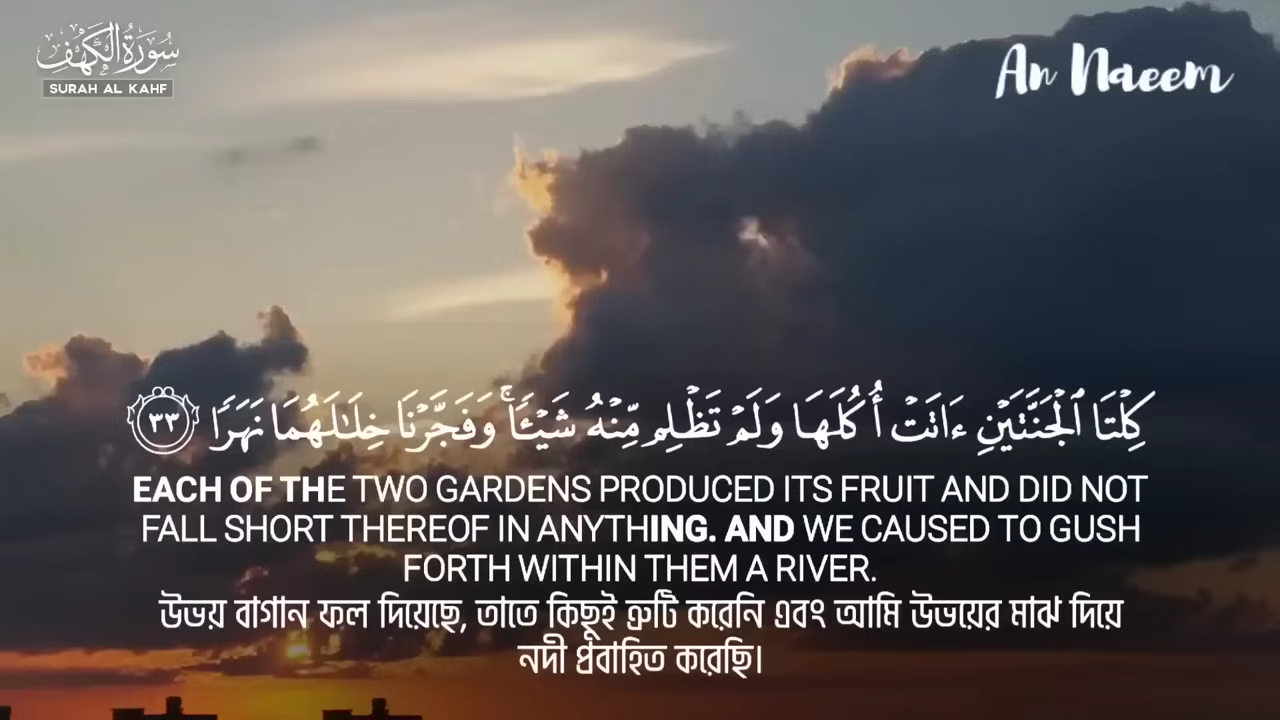 سُورَةُ الكَهْفِ
SURAH AL KAHF
An Naeem
كِلْتَا ٱلْجَنَّتَيْنِ ءَاتَتْ أُكُلَهَا وَلَمْ تَظْلِم مِّنْهُ شَيْـًٔا ۚ وَفَجَّرْنَا خِلَـٰلَهُمَا نَهَرًا ٣٣
EACH OF THE TWO GARDENS PRODUCED ITS FRUIT AND DID NOT
FALL SHORT THEREOF IN ANYTHING. AND WE CAUSED TO GUSH
FORTH WITHIN THEM A RIVER.
উভয় বাগান ফল দিয়েছে, তাতে কিছুই ত্রুটি করেনি এবং আমি উভয়ের মাঝ দিয়ে
নদী প্রবাহিত করেছি।